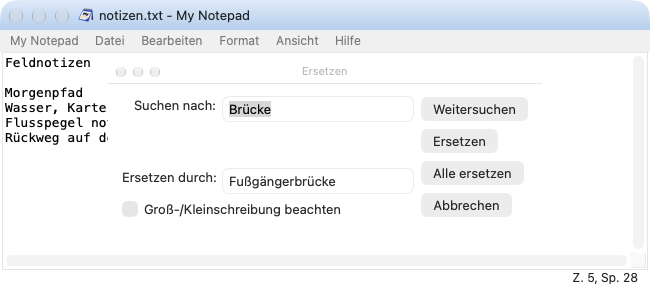 notizen.txt - My Notepad
My Notepad Datei Bearbeiten Format Ansicht Hilfe
Feldnotizen
Ersetzen
Morgenpfad
Wasser, Karte
Flusspegel
Rückweg auf
Suchen nach: Brücke
Weitersuchen
Ersetzen
Ersetzen durch: Fußgängerbrücke
Alle ersetzen
Groß-/Kleinschreibung beachten
Abbrechen
Z. 5, Sp. 28